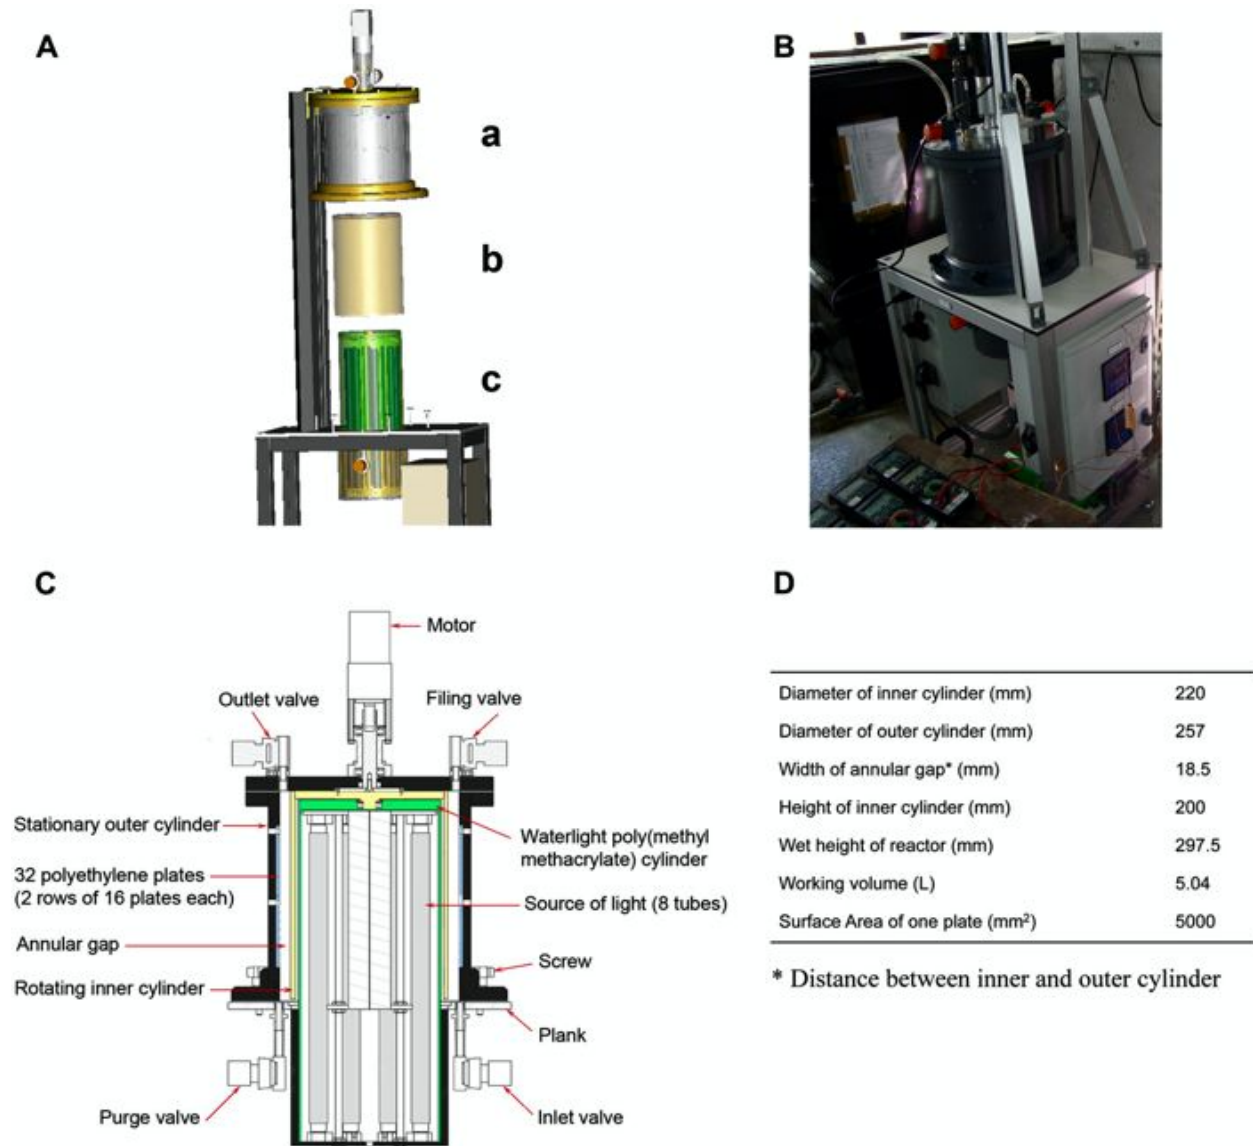 A
a
b
c
B
C
Motor
Outlet valve
Filing valve
Stationary outer cylinder
Waterlight poly(methyl
methacrylate) cylinder
32 polyethylene plates
(2 rows of 16 plates each)
Source of light (8 tubes)
Annular gap
Screw
Rotating inner cylinder
Plank
Purge valve
Inlet valve
D
Diameter of inner cylinder (mm) 220
Diameter of outer cylinder (mm) 257
Width of annular gap* (mm) 18.5
Height of inner cylinder (mm) 200
Wet height of reactor (mm) 297.5
Working volume (L) 5.04
Surface Area of one plate (mm²) 5000
* Distance between inner and outer cylinder